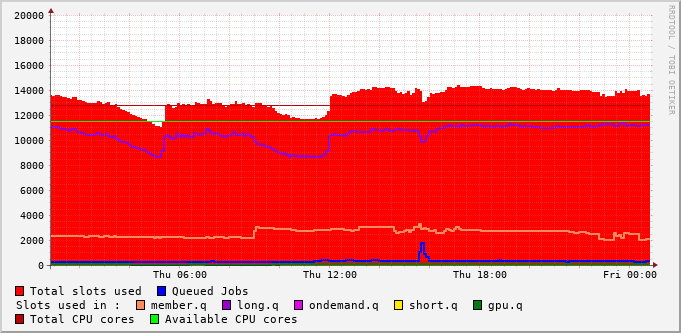 20000
18000
16000
14000
12000
10000
8000
6000
4000
2000
0
Thu 06:00 Thu 12:00 Thu 18:00 Fri 00:00
RRDTOOL / TOBI OETIKER
Total slots used Queued Jobs
Slots used in : member.q long.q ondemand.q short.q gpu.q
Total CPU cores Available CPU cores